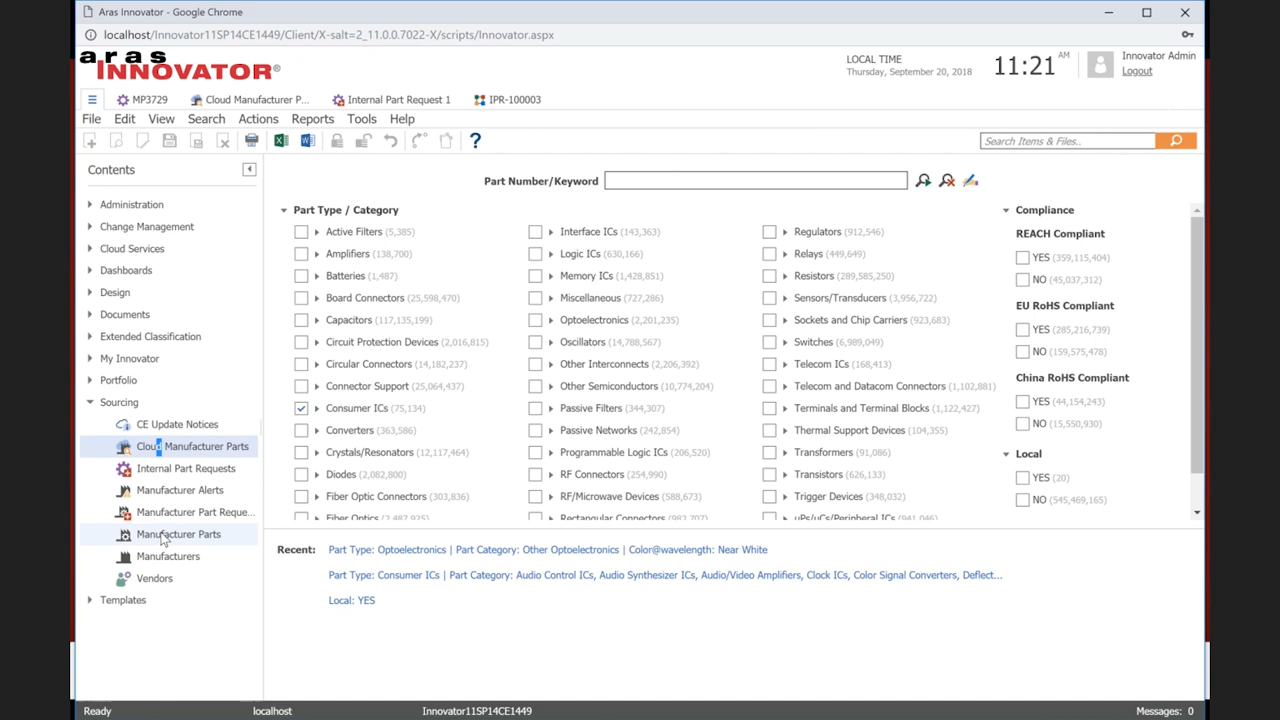 Aras Innovator - Google Chrome
localhost/Innovator11SP14CE1449/Client/X-salt=2_11.0.0.7022-X/scripts/Innovator.aspx
aras
INNOVATOR®
LOCAL TIME
Thursday, September 20, 2018
11:21 AM
Innovator Admin
Logout
MP3729
Cloud Manufacturer P...
Internal Part Request 1
IPR-100003
File Edit View Search Actions Reports Tools Help
Search Items & Files..
Contents
Administration
Change Management
Cloud Services
Dashboards
Design
Documents
Extended Classification
My Innovator
Portfolio
Sourcing
CE Update Notices
Cloud Manufacturer Parts
Internal Part Requests
Manufacturer Alerts
Manufacturer Part Reque...
Manufacturer Parts
Manufacturers
Vendors
Templates
Part Number/Keyword
Part Type / Category
Active Filters (5,385)
Amplifiers (138,700)
Batteries (1,487)
Board Connectors (25,598,470)
Capacitors (117,135,199)
Circuit Protection Devices (2,016,815)
Circular Connectors (14,182,237)
Connector Support (25,064,437)
Consumer ICs (75,134)
Converters (363,586)
Crystals/Resonators (12,117,464)
Diodes (2,082,800)
Fiber Optic Connectors (303,836)
Fiber Optics (2,487,925)
Interface ICs (143,363)
Logic ICs (630,166)
Memory ICs (1,428,851)
Miscellaneous (727,286)
Optoelectronics (2,201,235)
Oscillators (14,788,567)
Other Interconnects (2,206,392)
Other Semiconductors (10,774,204)
Passive Filters (344,307)
Passive Networks (242,854)
Programmable Logic ICs (206,520)
RF Connectors (254,990)
RF/Microwave Devices (588,673)
Rectangular Connectors (982,707)
Regulators (912,546)
Relays (449,649)
Resistors (289,585,250)
Sensors/Transducers (3,956,722)
Sockets and Chip Carriers (923,683)
Switches (6,989,049)
Telecom ICs (168,413)
Telecom and Datacom Connectors (1,102,881)
Terminals and Terminal Blocks (1,122,427)
Thermal Support Devices (104,355)
Transformers (91,086)
Transistors (626,133)
Trigger Devices (348,032)
uPs/uCs/Peripheral ICs (941,046)
Compliance
REACH Compliant
YES (359,115,404)
NO (45,037,312)
EU RoHS Compliant
YES (285,216,739)
NO (159,575,478)
China RoHS Compliant
YES (44,154,243)
NO (15,550,930)
Local
YES (20)
NO (545,469,165)
Recent: Part Type: Optoelectronics | Part Category: Other Optoelectronics | Color@wavelength: Near White
Part Type: Consumer ICs | Part Category: Audio Control ICs, Audio Synthesizer ICs, Audio/Video Amplifiers, Clock ICs, Color Signal Converters, Deflect...
Local: YES
Ready localhost Innovator11SP14CE1449 Messages: 0